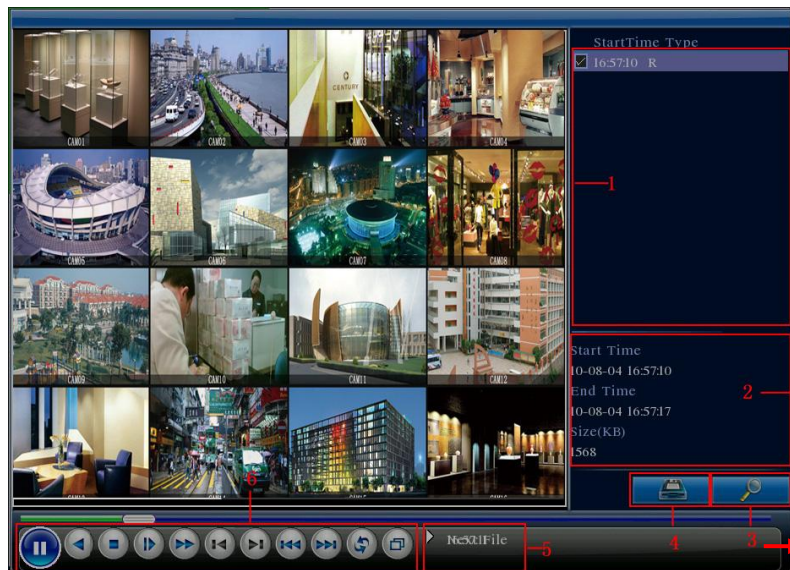 StartTime Type
16:57:10 R
CENTURY
CAM01 CAM02 CAM03 CAM04
CAM05 CAM06 CAM07 CAM08
CAM09 CAM10 CAM11 CAM12
1
Start Time
10-08-04 16:57:10
End Time
10-08-04 16:57:17
Size(KB)
1568
2
6
4
3
Next File
5